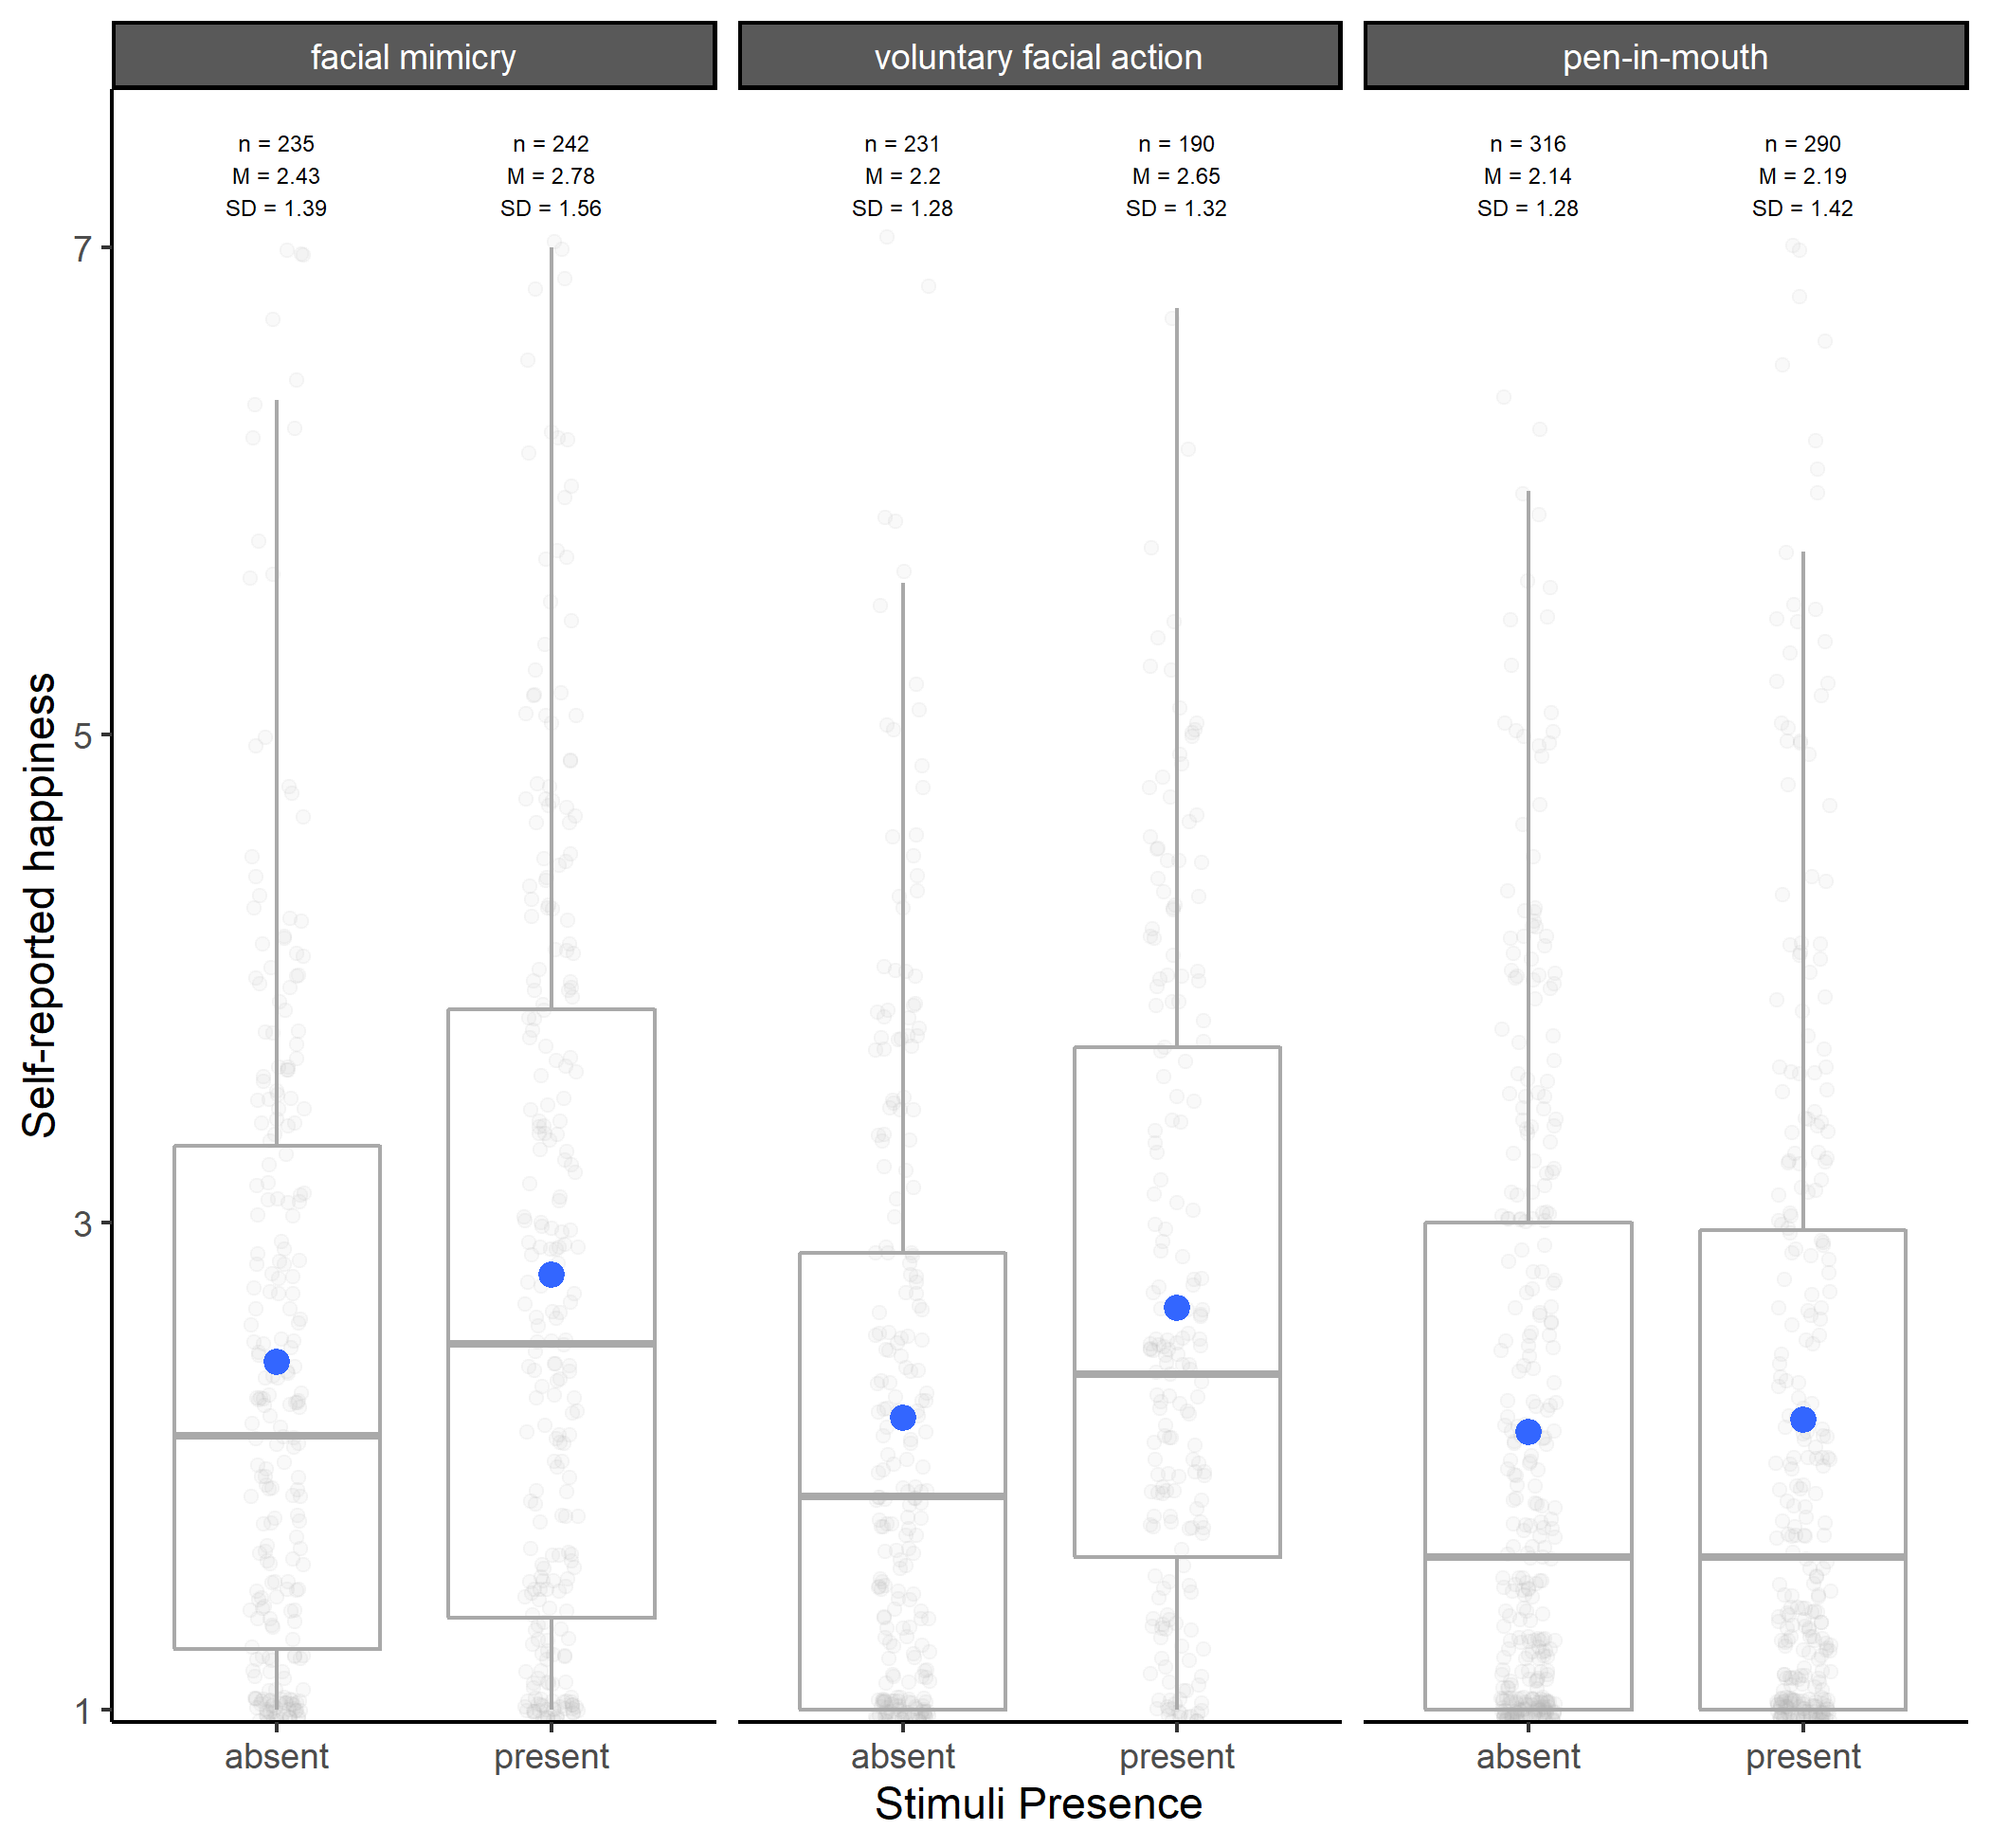 facial mimicry
voluntary facial action
pen-in-mouth
n = 235
M = 2.43
SD = 1.39
n = 242
M = 2.78
SD = 1.56
n = 231
M = 2.2
SD = 1.28
n = 190
M = 2.65
SD = 1.32
n = 316
M = 2.14
SD = 1.28
n = 290
M = 2.19
SD = 1.42
Self-reported happiness
7
5
3
1
absent
present
absent
present
absent
present
Stimuli Presence